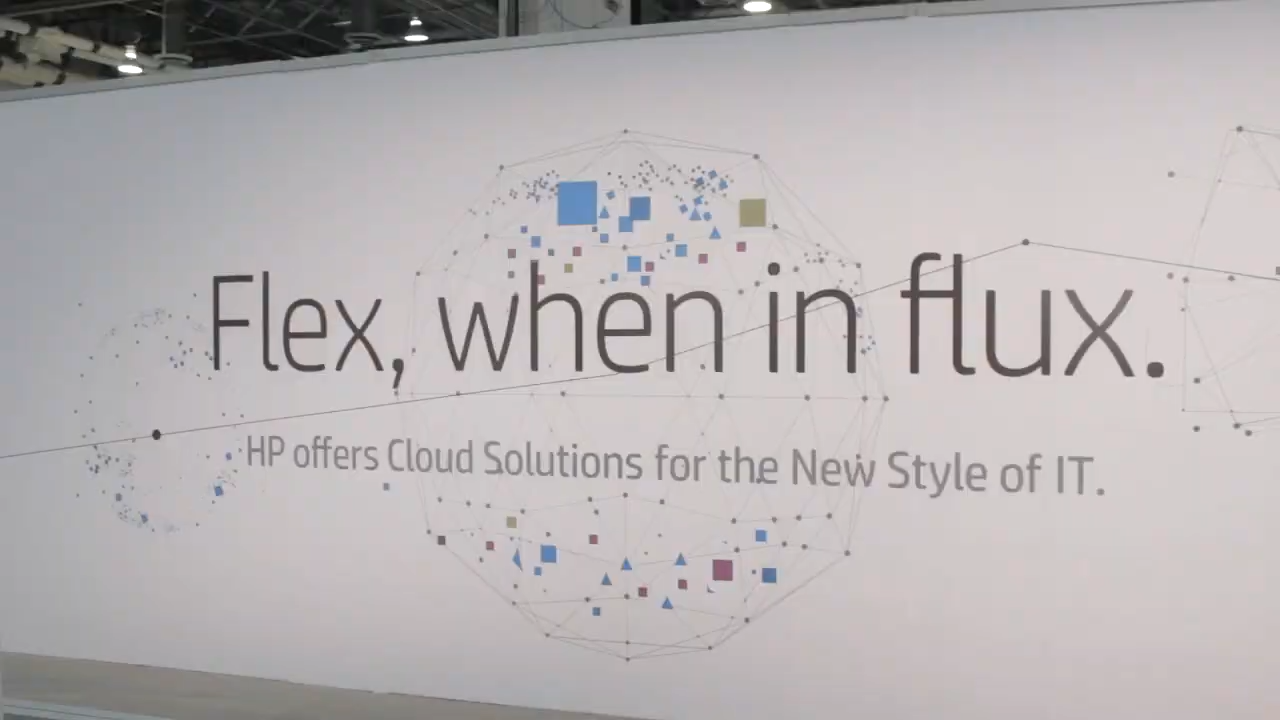 Flex, when in flux.
HP offers Cloud Solutions for the New Style of IT.